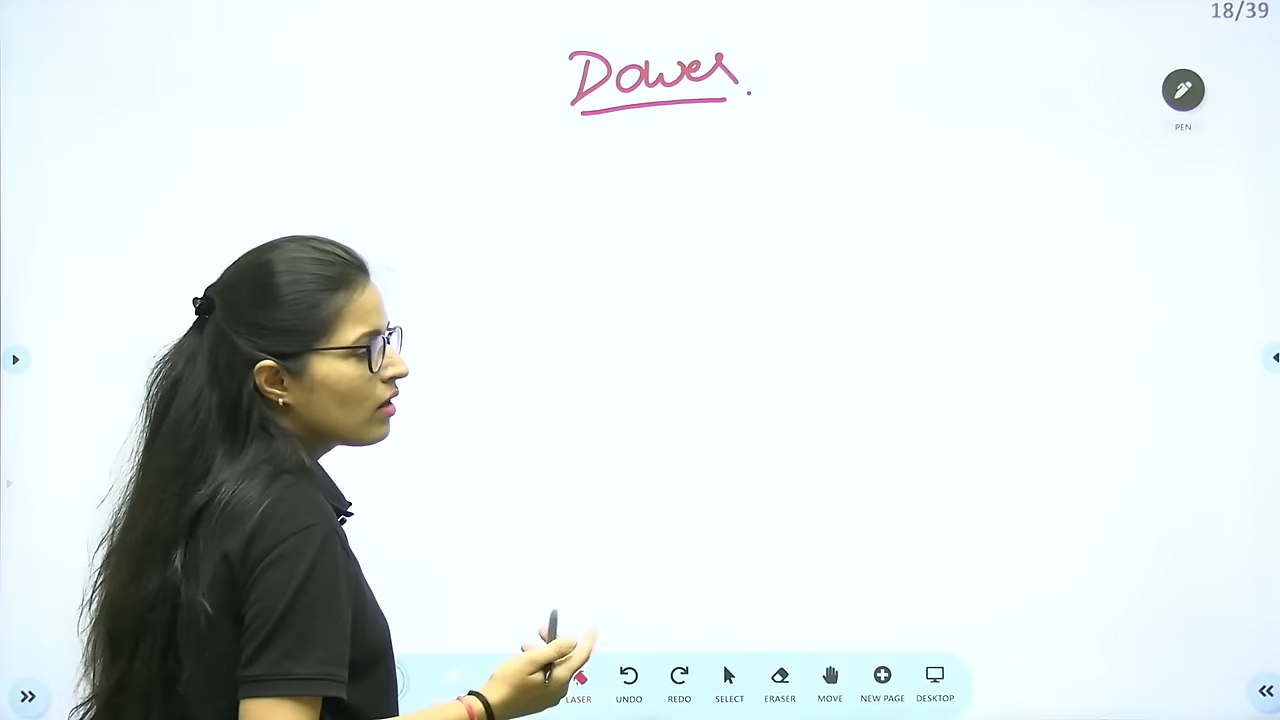 18/39
Dower.
PEN
LASER UNDO REDO SELECT ERASER MOVE NEW PAGE DESKTOP